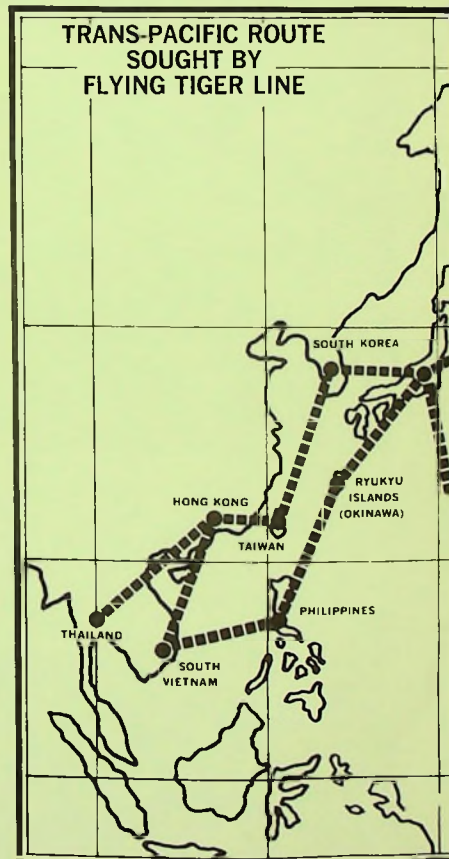 TRANS-PACIFIC ROUTE
SOUGHT BY
FLYING TIGER LINE
SOUTH KOREA
RYUKYU
ISLANDS
(OKINAWA)
HONG KONG
TAIWAN
PHILIPPINES
THAILAND
SOUTH
VIETNAM